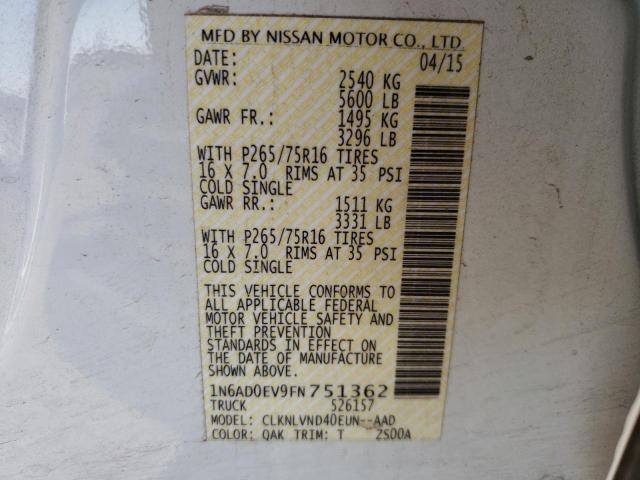 MFD BY NISSAN MOTOR CO., LTD.
DATE: 04/15
GVWR: 2540 KG
5600 LB
GAWR FR.: 1495 KG
3296 LB
WITH P265/75R16 TIRES
16 X 7.0 RIMS AT 35 PSI
COLD SINGLE
GAWR RR.: 1511 KG
3331 LB
WITH P265/75R16 TIRES
16 X 7.0 RIMS AT 35 PSI
COLD SINGLE
THIS VEHICLE CONFORMS TO
ALL APPLICABLE FEDERAL
MOTOR VEHICLE SAFETY AND
THEFT PREVENTION
STANDARDS IN EFFECT ON
THE DATE OF MANUFACTURE
SHOWN ABOVE.
1N6AD0EV9FN751362
TRUCK 526157
MODEL: CLKNLVND40EUN--AAD
COLOR: QAK TRIM: T 2S00A